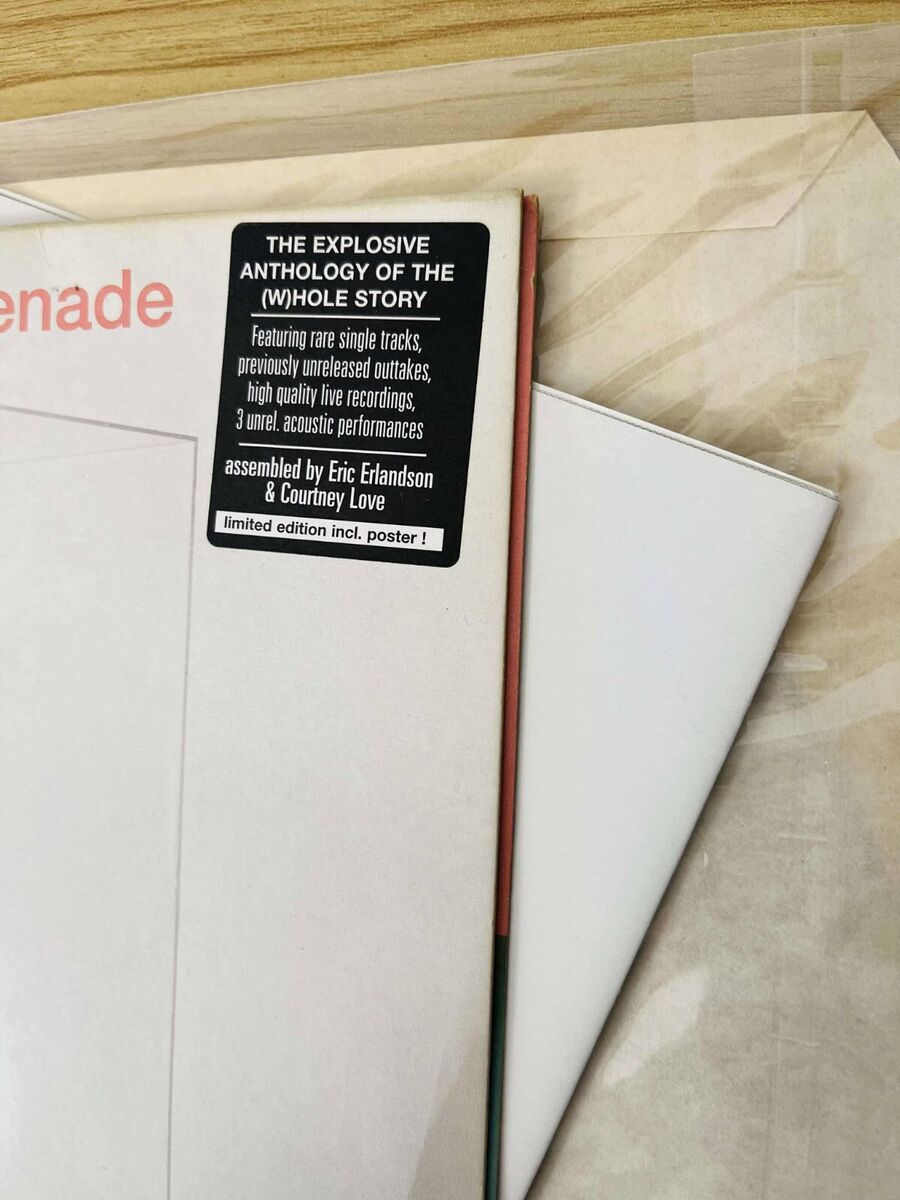 enade
THE EXPLOSIVE
ANTHOLOGY OF THE
(W)HOLE STORY
Featuring rare single tracks,
previously unreleased outtakes,
high quality live recordings,
3 unrel. acoustic performances
assembled by Eric Erlandson
& Courtney Love
limited edition incl. poster !